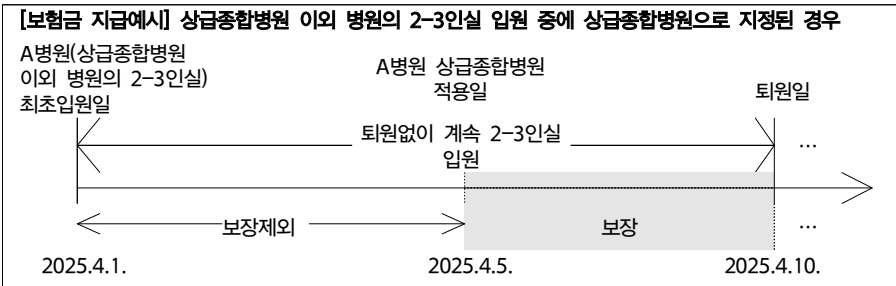 [보험금 지급예시] 상급종합병원 이외 병원의 2-3인실 입원 중에 상급종합병원으로 지정된 경우
A병원(상급종합병원
이외 병원의 2-3인실)
최초입원일
A병원 상급종합병원
적용일
퇴원일
퇴원없이 계속 2-3인실
입원
...
보장제외
보장
...
2025.4.1.
2025.4.5.
2025.4.10.